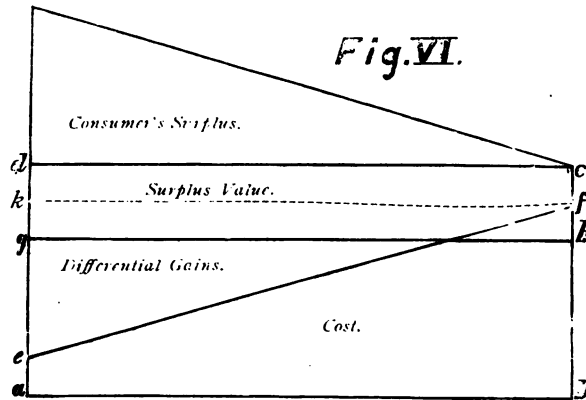 Fig.VI.
Consumer's Surplus.
d
c
Surplus Value.
k
f
g
h
Differential Gains.
Cost.
e
a